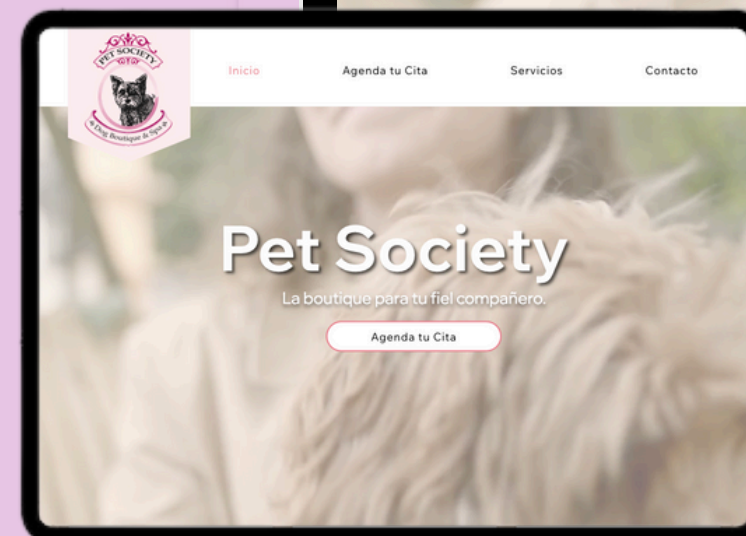 PET SOCIETY
Dog Boutique & Spa
Inicio
Agenda tu Cita
Servicios
Contacto
Pet Society
La boutique para tu fiel compañero.
Agenda tu Cita